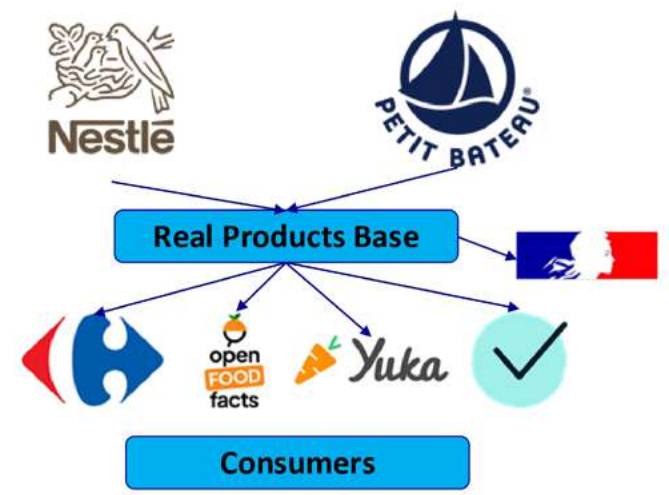 Nestlé
PETIT BATEAU®
Real Products Base
open
FOOD
facts
Yuka
Consumers